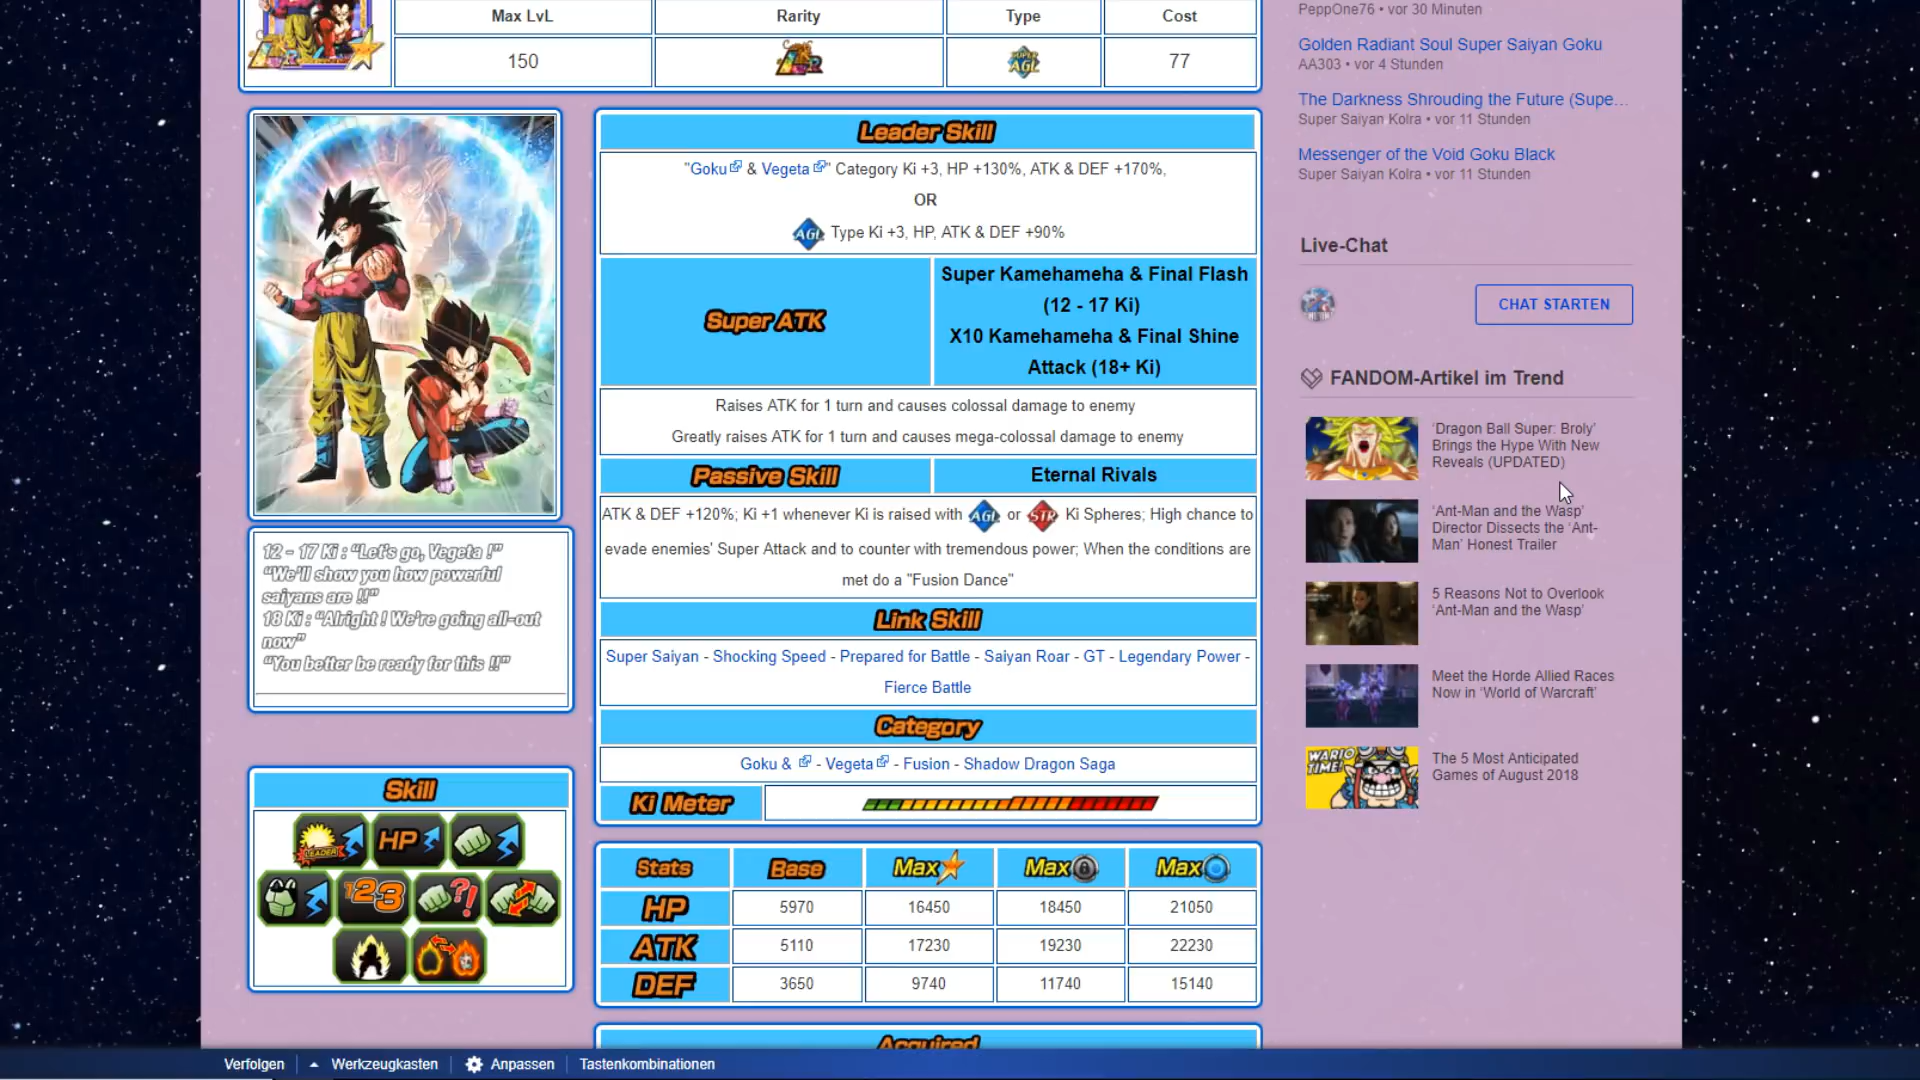 Max LvL Rarity Type Cost
150 LR SUPER AGL 77
Leader Skill
"Goku & Vegeta" Category Ki +3, HP +130%, ATK & DEF +170%,
OR
AGL Type Ki +3, HP, ATK & DEF +90%
Super ATK
Super Kamehameha & Final Flash
(12 - 17 Ki)
X10 Kamehameha & Final Shine
Attack (18+ Ki)
Raises ATK for 1 turn and causes colossal damage to enemy
Greatly raises ATK for 1 turn and causes mega-colossal damage to enemy
Passive Skill
Eternal Rivals
ATK & DEF +120%; Ki +1 whenever Ki is raised with AGL or STR Ki Spheres; High chance to
evade enemies' Super Attack and to counter with tremendous power; When the conditions are
met do a "Fusion Dance"
Link Skill
Super Saiyan - Shocking Speed - Prepared for Battle - Saiyan Roar - GT - Legendary Power -
Fierce Battle
Category
Goku & - Vegeta - Fusion - Shadow Dragon Saga
Ki Meter
12 - 17 Ki : “Let's go, Vegeta !”
“We'll show you how powerful
saiyans are !!”
18 Ki : “Alright ! We're going all-out
now”
“You better be ready for this !!”
Skill
LEADER HP
123 ?!
Stats Base Max Max Max
HP 5970 16450 18450 21050
ATK 5110 17230 19230 22230
DEF 3650 9740 11740 15140
Acquired
PeppOne76 • vor 30 Minuten
Golden Radiant Soul Super Saiyan Goku
AA303 • vor 4 Stunden
The Darkness Shrouding the Future (Supe...
Super Saiyan Kolra • vor 11 Stunden
Messenger of the Void Goku Black
Super Saiyan Kolra • vor 11 Stunden
Live-Chat
CHAT STARTEN
FANDOM-Artikel im Trend
‘Dragon Ball Super: Broly’
Brings the Hype With New
Reveals (UPDATED)
‘Ant-Man and the Wasp’
Director Dissects the ‘Ant-
Man’ Honest Trailer
5 Reasons Not to Overlook
‘Ant-Man and the Wasp’
Meet the Horde Allied Races
Now in ‘World of Warcraft’
WARIO
TIME!
The 5 Most Anticipated
Games of August 2018
Verfolgen Werkzeugkasten Anpassen Tastenkombinationen